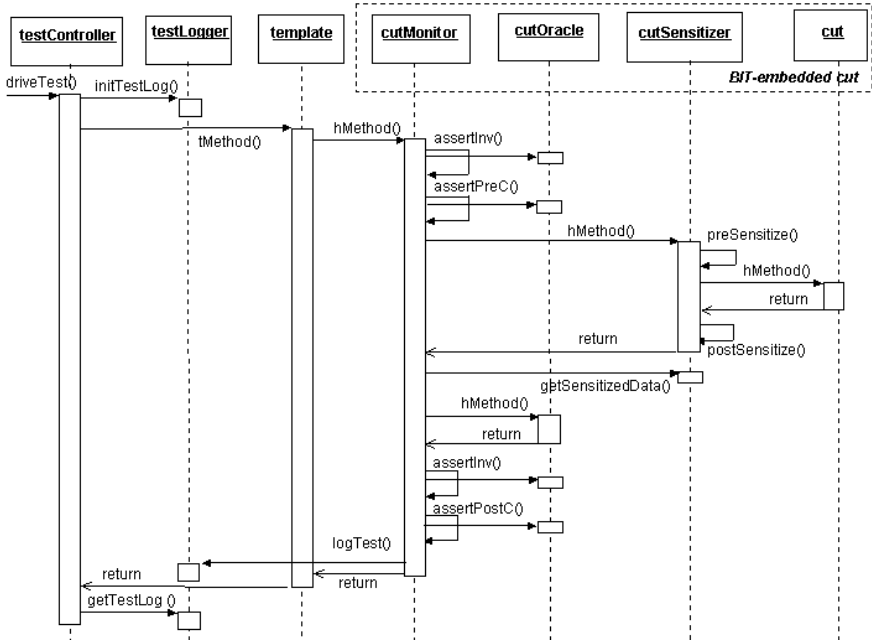 testController
testLogger
template
cutMonitor
cutOracle
cutSensitizer
cut
BIT-embedded cut
driveTest()
initTestLog()
tMethod()
hMethod()
assertInv()
assertPreC()
hMethod()
preSensitize()
hMethod()
return
return
postSensitize()
getSensitizedData()
hMethod()
return
assertInv()
assertPostC()
logTest()
return
return
getTestLog ()